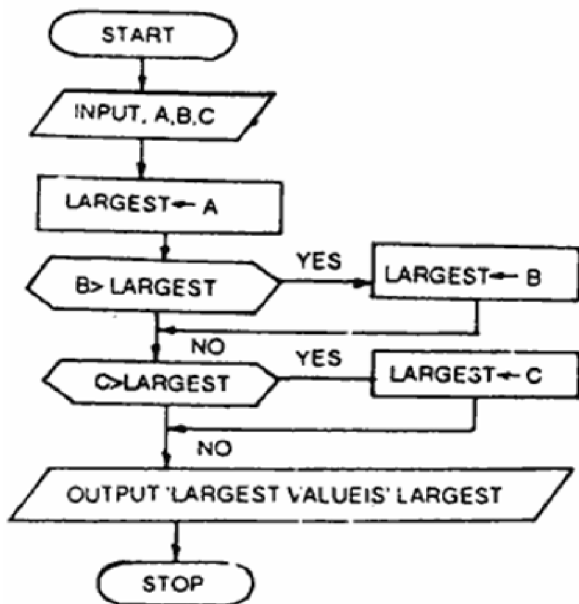 START
INPUT, A,B,C
LARGEST← A
B> LARGEST
YES
LARGEST← B
NO
C>LARGEST
YES
LARGEST← C
NO
OUTPUT 'LARGEST VALUEIS' LARGEST
STOP